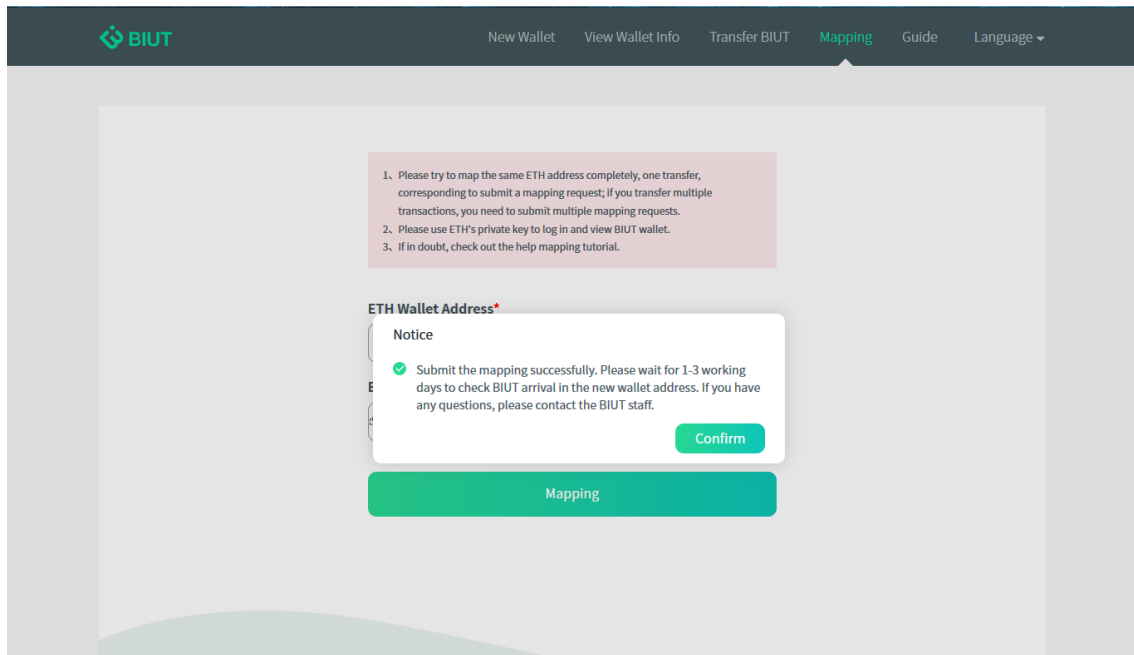 BIUT
New Wallet View Wallet Info Transfer BIUT Mapping Guide Language
1、Please try to map the same ETH address completely, one transfer,
corresponding to submit a mapping request; if you transfer multiple
transactions, you need to submit multiple mapping requests.
2、Please use ETH's private key to log in and view BIUT wallet.
3、If in doubt, check out the help mapping tutorial.
ETH Wallet Address*
Notice
Submit the mapping successfully. Please wait for 1-3 working
days to check BIUT arrival in the new wallet address. If you have
any questions, please contact the BIUT staff.
Confirm
Mapping